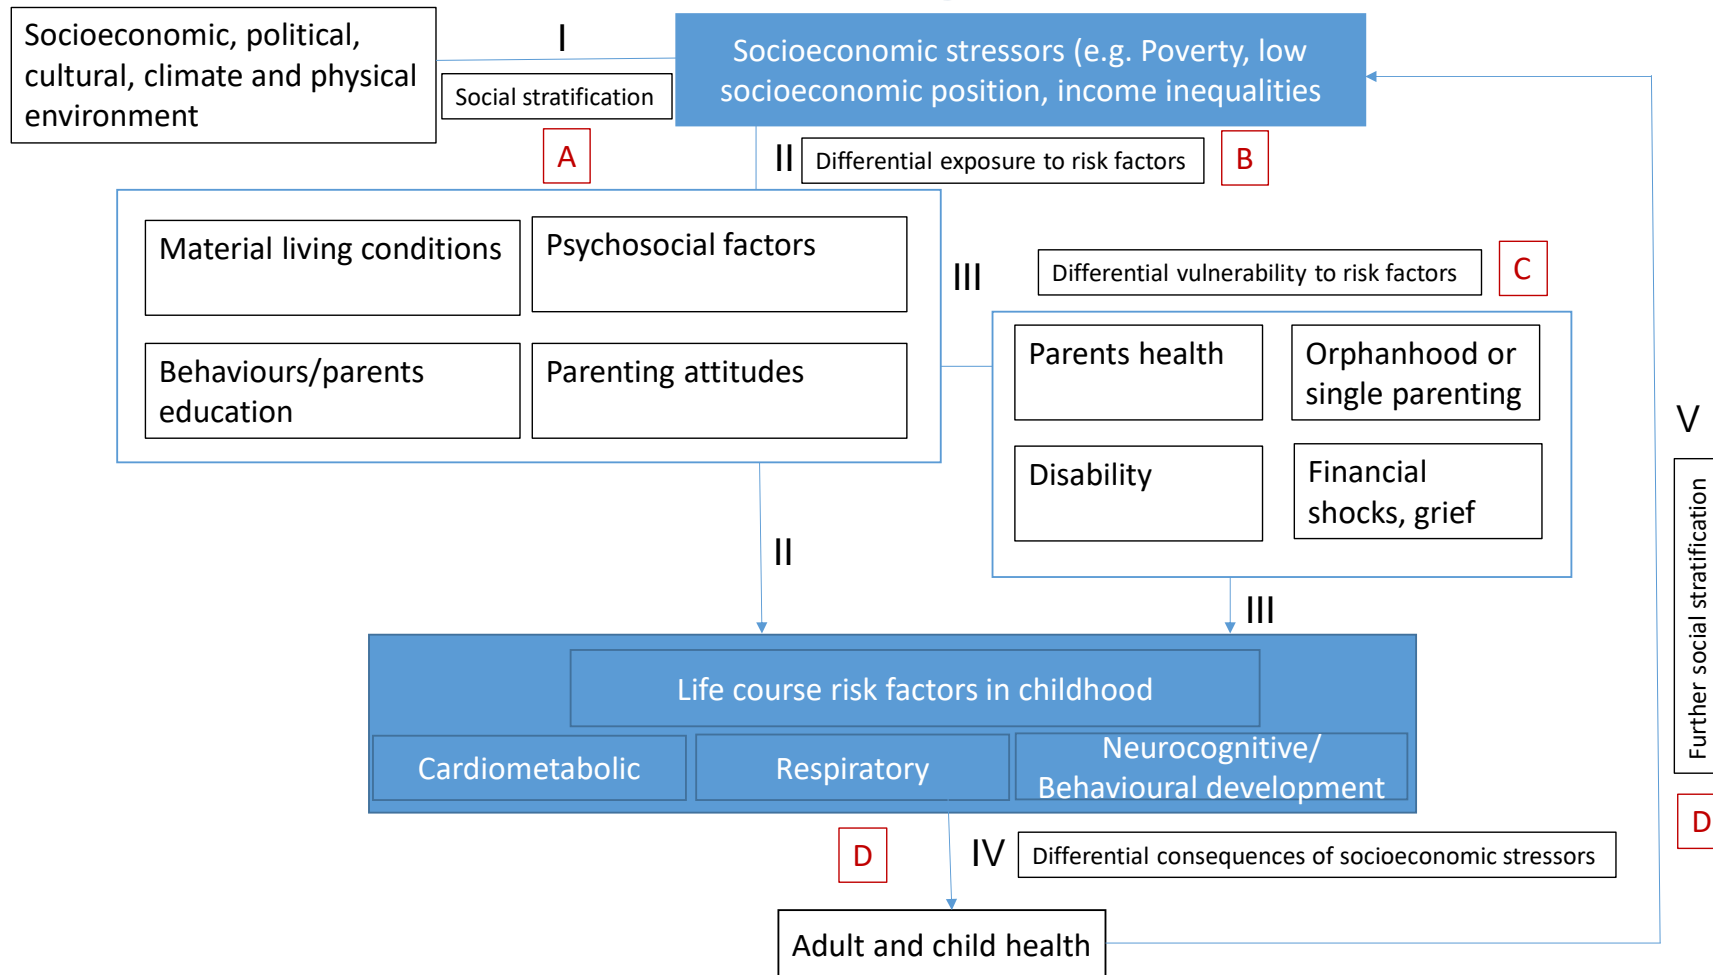 Socioeconomic, political,
cultural, climate and physical
environment
I
Social stratification
A
Socioeconomic stressors (e.g. Poverty, low
socioeconomic position, income inequalities
II
Differential exposure to risk factors
B
Material living conditions
Psychosocial factors
Behaviours/parents
education
Parenting attitudes
III
Differential vulnerability to risk factors
C
Parents health
Orphanhood or
single parenting
Disability
Financial
shocks, grief
II
III
Life course risk factors in childhood
Cardiometabolic
Respiratory
Neurocognitive/
Behavioural development
D
IV
Differential consequences of socioeconomic stressors
Adult and child health
V
Further social stratification
D